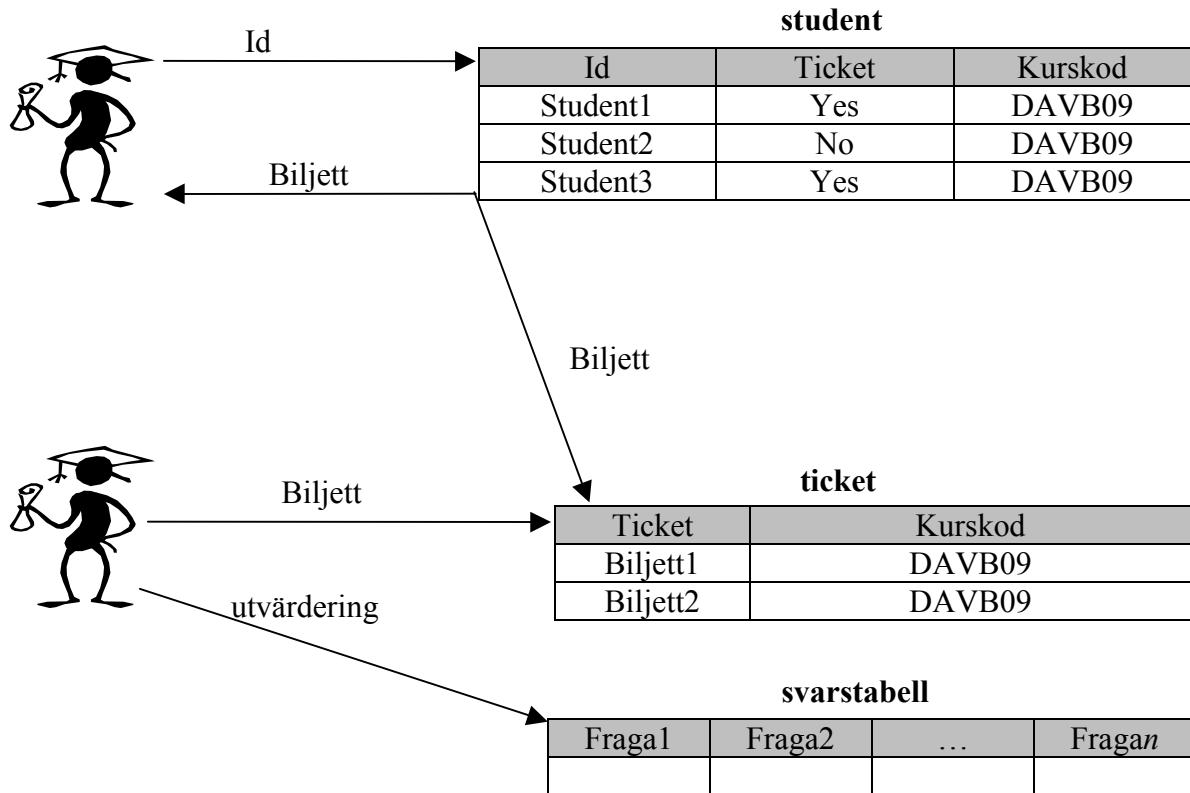 student
Id
Id Ticket Kurskod
Student1 Yes DAVB09
Student2 No DAVB09
Student3 Yes DAVB09
Biljett
Biljett
ticket
Biljett
Ticket Kurskod
Biljett1 DAVB09
Biljett2 DAVB09
utvärdering
svarstabell
Fraga1 Fraga2 … Fragan